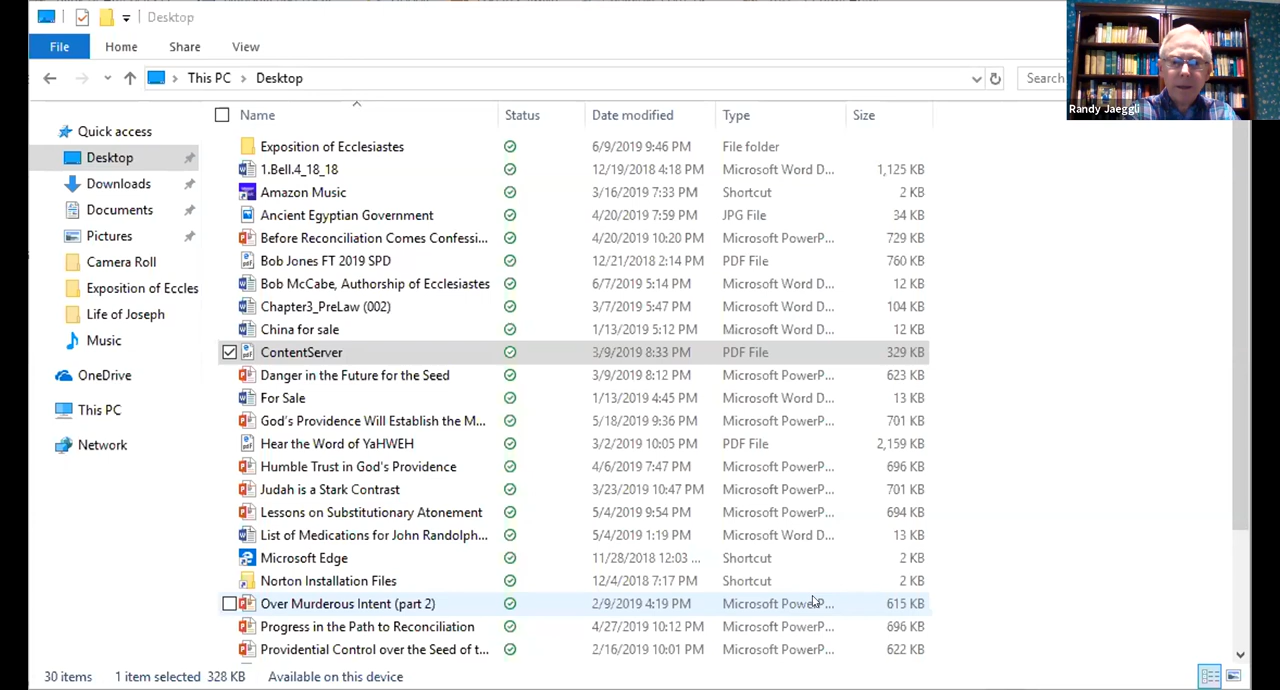 Desktop
File Home Share View
This PC > Desktop
Search
Randy Jaeggli
Name Status Date modified Type Size
Quick access
Desktop
Downloads
Documents
Pictures
Camera Roll
Exposition of Eccles
Life of Joseph
Music
OneDrive
This PC
Network
Exposition of Ecclesiastes 6/9/2019 9:46 PM File folder
1.Bell.4_18_18 12/19/2018 4:18 PM Microsoft Word D... 1,125 KB
Amazon Music 3/16/2019 7:33 PM Shortcut 2 KB
Ancient Egyptian Government 4/20/2019 7:59 PM JPG File 34 KB
Before Reconciliation Comes Confessi... 4/20/2019 10:20 PM Microsoft PowerP... 729 KB
Bob Jones FT 2019 SPD 12/21/2018 2:14 PM PDF File 760 KB
Bob McCabe, Authorship of Ecclesiastes 6/7/2019 5:14 PM Microsoft Word D... 12 KB
Chapter3_PreLaw (002) 3/7/2019 5:47 PM Microsoft Word D... 104 KB
China for sale 1/13/2019 5:12 PM Microsoft Word D... 12 KB
ContentServer 3/9/2019 8:33 PM PDF File 329 KB
Danger in the Future for the Seed 3/9/2019 8:12 PM Microsoft PowerP... 623 KB
For Sale 1/13/2019 4:45 PM Microsoft Word D... 13 KB
God's Providence Will Establish the M... 5/18/2019 9:36 PM Microsoft PowerP... 701 KB
Hear the Word of YaHWEH 3/2/2019 10:05 PM PDF File 2,159 KB
Humble Trust in God's Providence 4/6/2019 7:47 PM Microsoft PowerP... 696 KB
Judah is a Stark Contrast 3/23/2019 10:47 PM Microsoft PowerP... 701 KB
Lessons on Substitutionary Atonement 5/4/2019 9:54 PM Microsoft PowerP... 694 KB
List of Medications for John Randolph... 5/4/2019 1:19 PM Microsoft Word D... 13 KB
Microsoft Edge 11/28/2018 12:03 ... Shortcut 2 KB
Norton Installation Files 12/4/2018 7:17 PM Shortcut 2 KB
Over Murderous Intent (part 2) 2/9/2019 4:19 PM Microsoft PowerP... 615 KB
Progress in the Path to Reconciliation 4/27/2019 10:12 PM Microsoft PowerP... 696 KB
Providential Control over the Seed of t... 2/16/2019 10:01 PM Microsoft PowerP... 622 KB
30 items 1 item selected 328 KB Available on this device